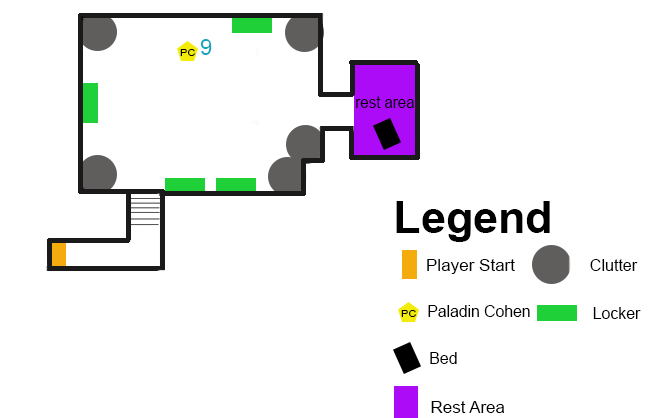 PC 9
rest area
Legend
Player Start
Clutter
PC Paladin Cohen
Locker
Bed
Rest Area